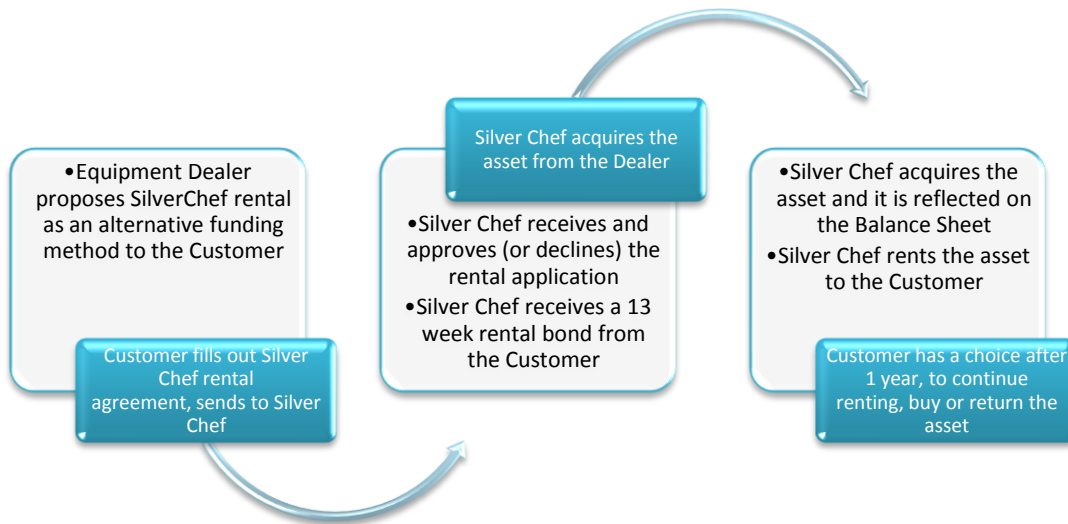 •Equipment Dealer
proposes SilverChef rental
as an alternative funding
method to the Customer
Customer fills out Silver
Chef rental
agreement, sends to Silver
Chef
Silver Chef acquires the
asset from the Dealer
•Silver Chef receives and
approves (or declines) the
rental application
•Silver Chef receives a 13
week rental bond from
the Customer
•Silver Chef acquires the
asset and it is reflected on
the Balance Sheet
•Silver Chef rents the asset
to the Customer
Customer has a choice after
1 year, to continue
renting, buy or return the
asset